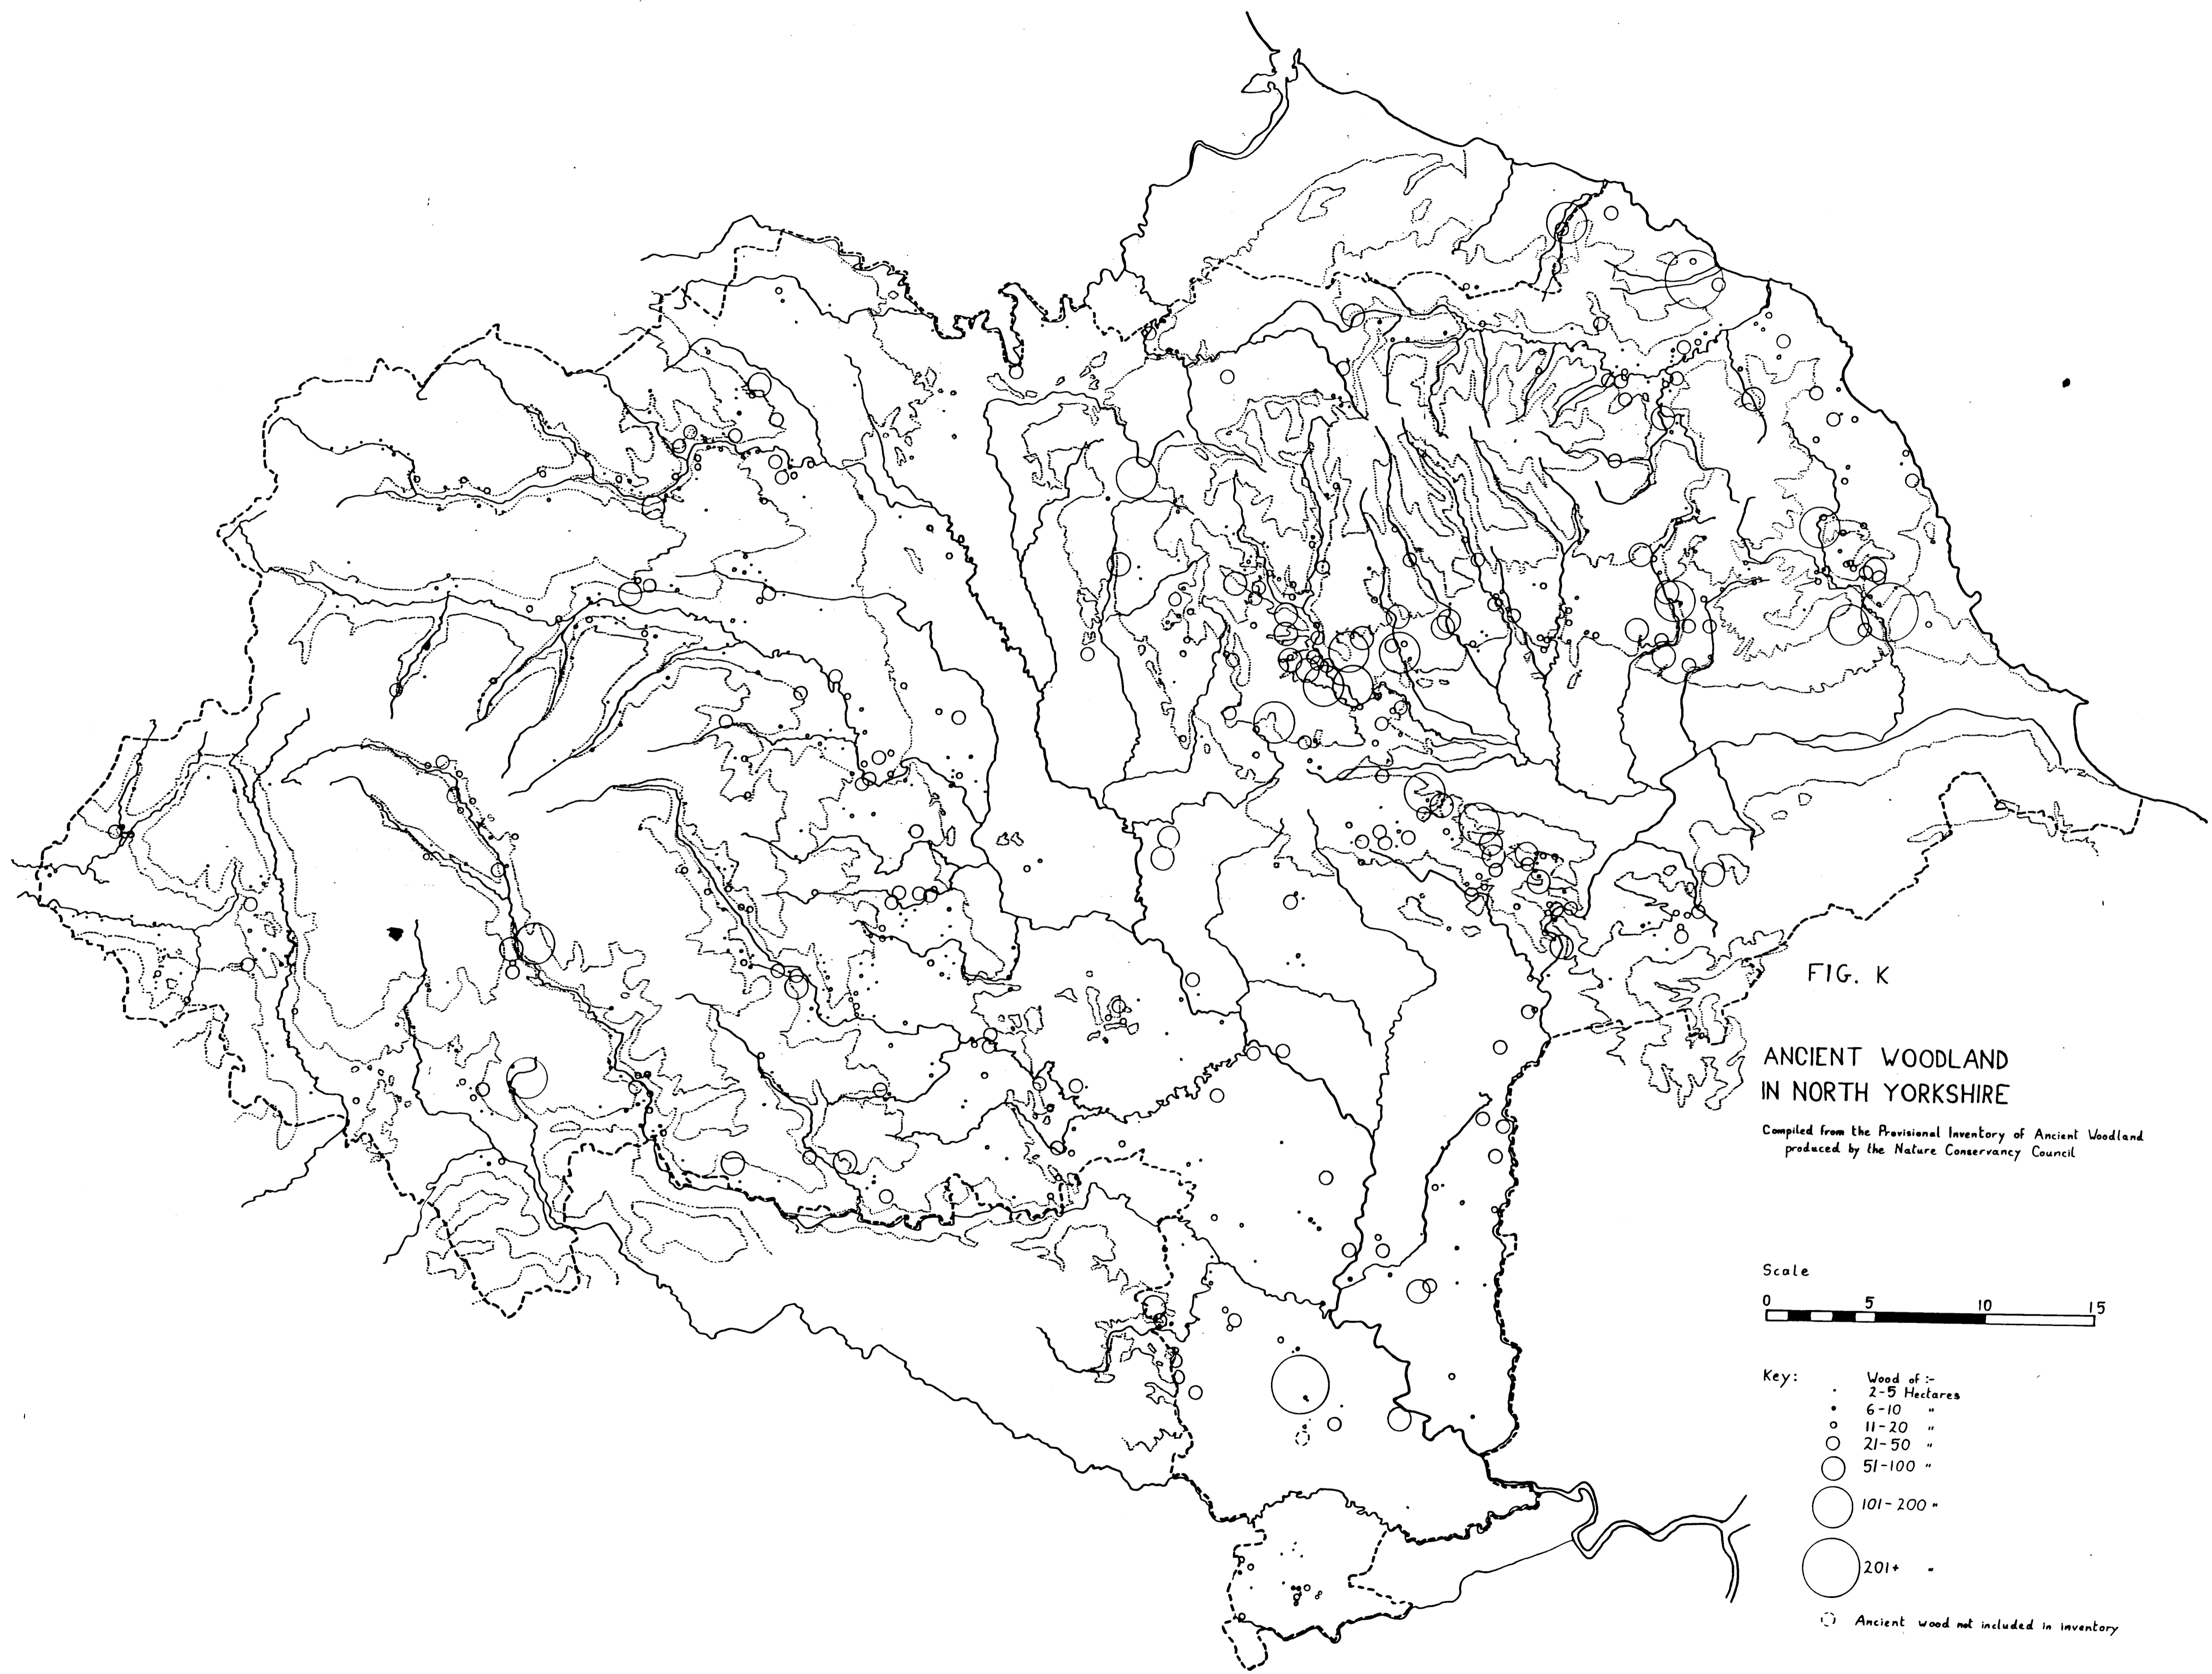 FIG. K
ANCIENT WOODLAND
IN NORTH YORKSHIRE
Compiled from the Provisional Inventory of Ancient Woodland
produced by the Nature Conservancy Council
Scale
0 5 10 15
Key: Wood of :-
2-5 Hectares
6-10 "
11-20 "
21-50 "
51-100 "
101-200 "
201+ "
Ancient wood not included in inventory